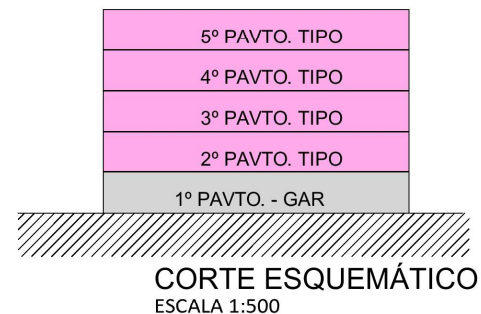 5º PAVTO. TIPO
4º PAVTO. TIPO
3º PAVTO. TIPO
2º PAVTO. TIPO
1º PAVTO. - GAR
CORTE ESQUEMÁTICO
ESCALA 1:500